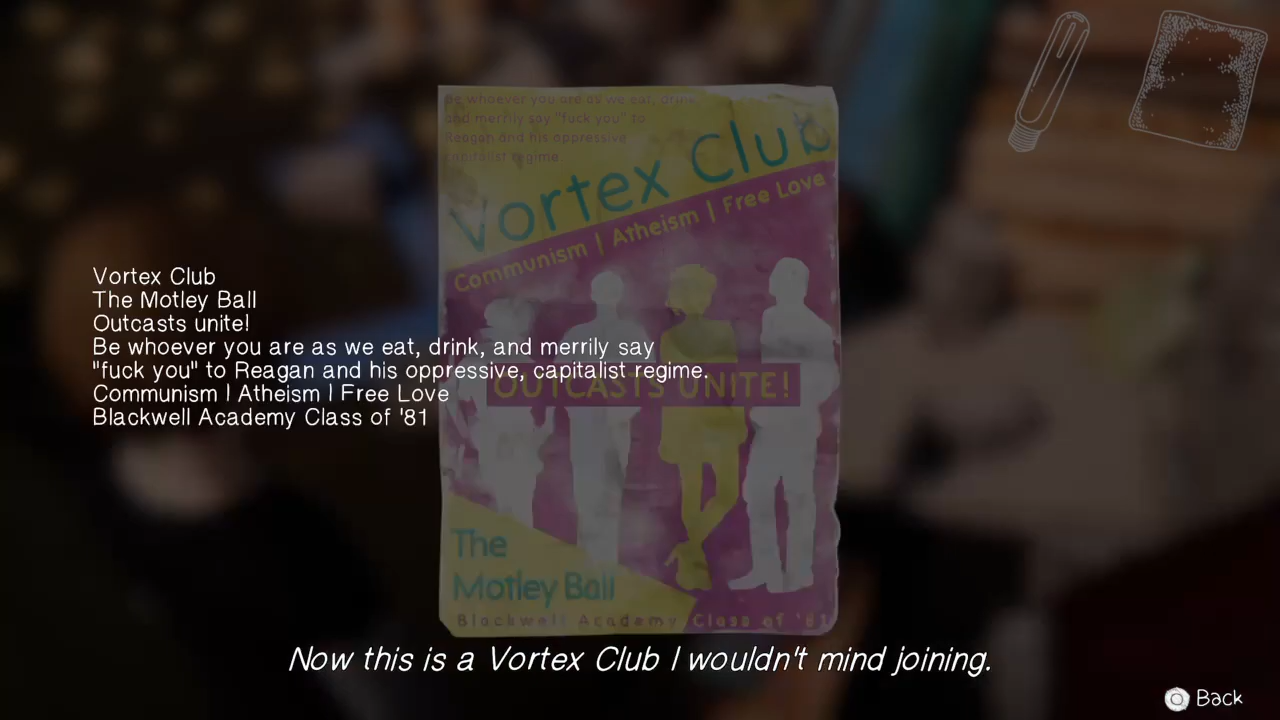 Be whoever you are as we eat, drink,
and merrily say "fuck you" to
Reagan and his oppressive
capitalist regime.
Vortex Club
Communism | Atheism | Free Love
Vortex Club
The Motley Ball
Outcasts unite!
Be whoever you are as we eat, drink, and merrily say
"fuck you" to Reagan and his oppressive, capitalist regime.
Communism | Atheism | Free Love
Blackwell Academy Class of '81
OUTCASTS UNITE!
The
Motley Ball
Blackwell Academy Class of '81
Now this is a Vortex Club I wouldn't mind joining.
Back